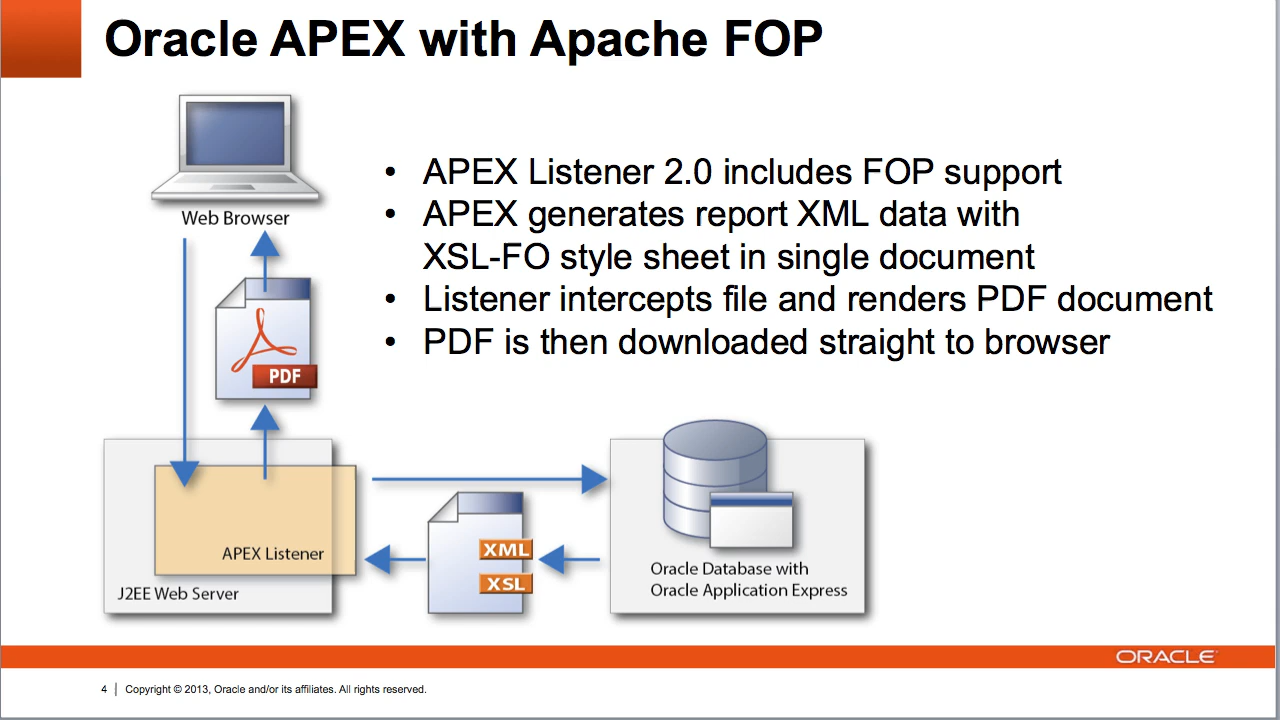 Oracle APEX with Apache FOP
Web Browser
• APEX Listener 2.0 includes FOP support
• APEX generates report XML data with
XSL-FO style sheet in single document
• Listener intercepts file and renders PDF document
• PDF is then downloaded straight to browser
PDF
APEX Listener
J2EE Web Server
XML
XSL
Oracle Database with
Oracle Application Express
ORACLE
4 | Copyright © 2013, Oracle and/or its affiliates. All rights reserved.